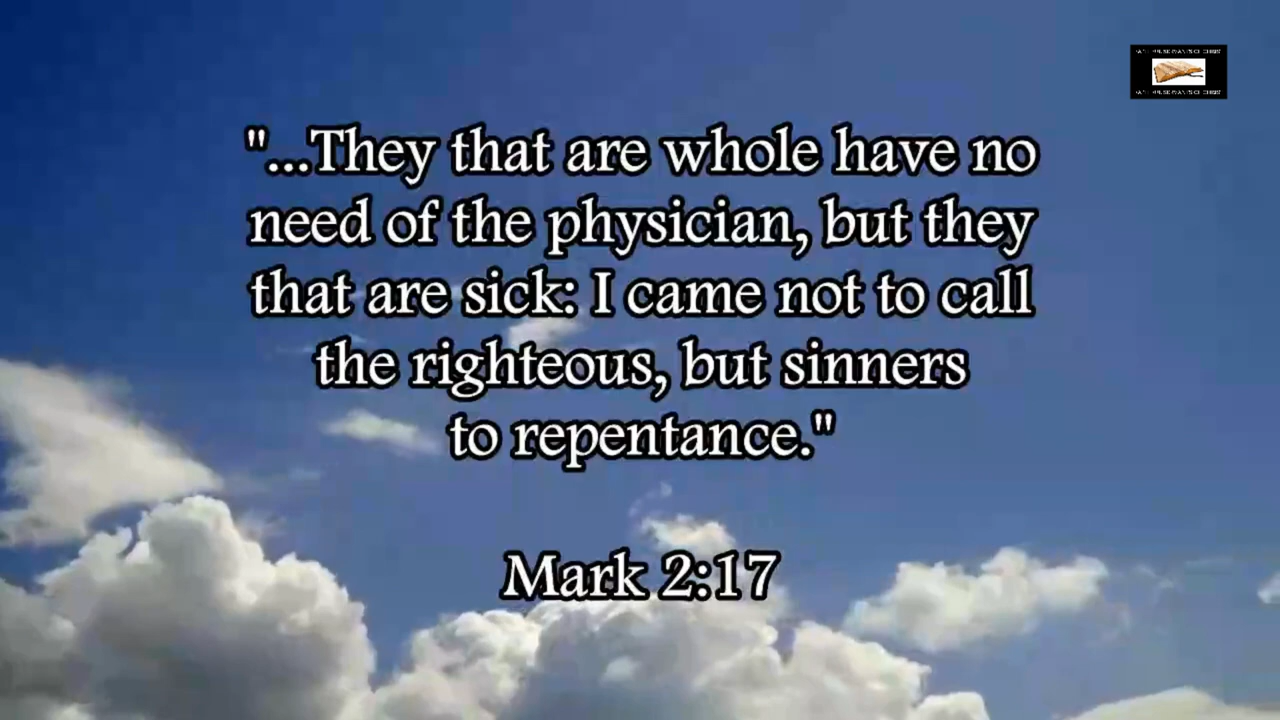 "...They that are whole have no
need of the physician, but they
that are sick: I came not to call
the righteous, but sinners
to repentance."
Mark 2:17